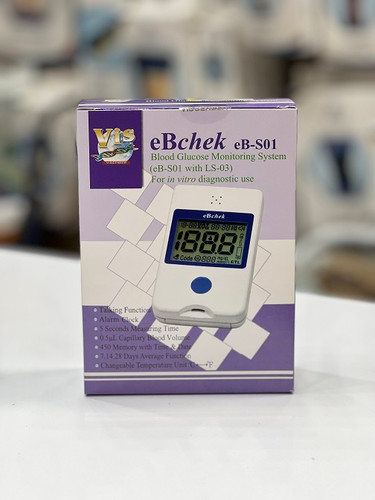 Vis
eBchek eB-S01
Blood Glucose Monitoring System
(eB-S01 with LS-03)
For in vitro diagnostic use
eBchek
188.8
Code
Talking Function
Alarm Clock
5 Seconds Measuring Time
0.5µL Capillary Blood Volume
450 Memory with Time & Date
7,14,28 Days Average Function
Changeable Temperature Unit °C ↔ °F